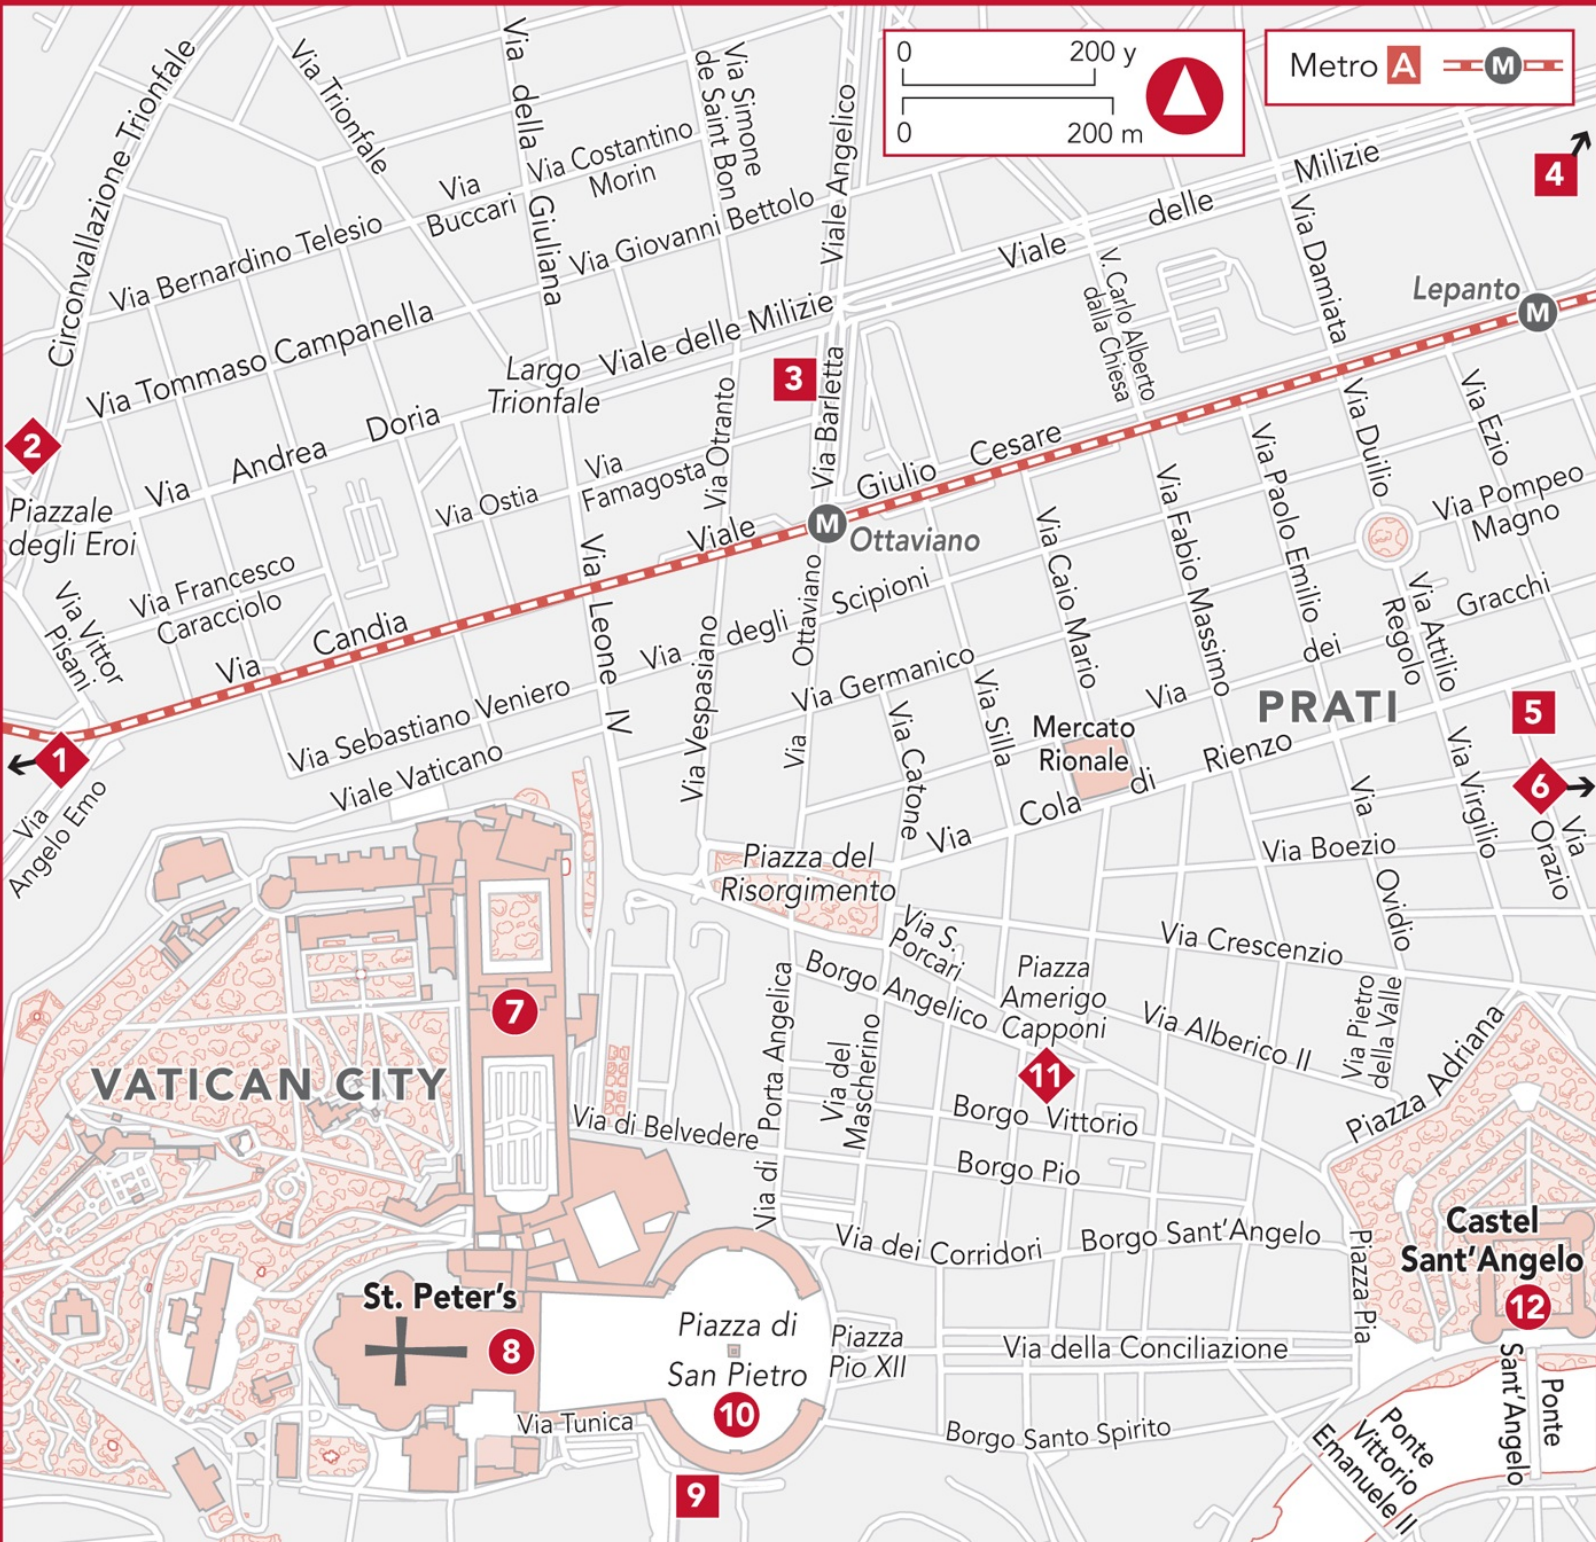 0 200 y
0 200 m
Metro A M
Circonvallazione Trionfale
Via Trionfale
Via della Giuliana
Via Simone
de Saint Bon
Viale Angelico
Via Costantino
Morin
Via
Buccari
Via Bernardino Telesio
Via Giovanni Bettolo
Viale delle Milizie
4
Via Damiata
V. Carlo Alberto
dalla Chiesa
Lepanto
M
Via Tommaso Campanella
Viale delle Milizie
Largo
Trionfale
3
Via Barletta
Via Otranto
2
Via Andrea Doria
Via
Famagosta
Via Ostia
Piazzale
degli Eroi
Viale Giulio Cesare
M
Ottaviano
Via Duilio
Via Ezio
Via Pompeo
Magno
Via Paolo Emilio
Via Fabio Massimo
Via Caio Mario
Via Francesco
Caracciolo
Via Vittor
Pisani
Via Candia
Via Leone IV
Via degli Scipioni
Via Ottaviano
Via Vespasiano
Via Germanico
Via Silla
Via Catone
Via dei Gracchi
Via Attilio
Regolo
PRATI
5
6
1
Via
Angelo Emo
Via Sebastiano Veniero
Viale Vaticano
Mercato
Rionale
Via Cola di Rienzo
Via Virgilio
Via Orazio
Via
Via Ovidio
Via Boezio
Piazza del
Risorgimento
Via S.
Porcari
Via Crescenzio
Borgo Angelico
Piazza
Amerigo
Capponi
Via Alberico II
Via Pietro
della Valle
Piazza Adriana
7
VATICAN CITY
11
Via di Porta Angelica
Via del
Mascherino
Via di Belvedere
Borgo Vittorio
Borgo Pio
Via dei Corridori
Borgo Sant'Angelo
Castel
Sant'Angelo
12
Piazza Pia
St. Peter's
8
Piazza di
San Pietro
10
Piazza
Pio XII
Via della Conciliazione
Via Tunica
Borgo Santo Spirito
9
Ponte
Vittorio
Emanuele II
Ponte
Sant'Angelo